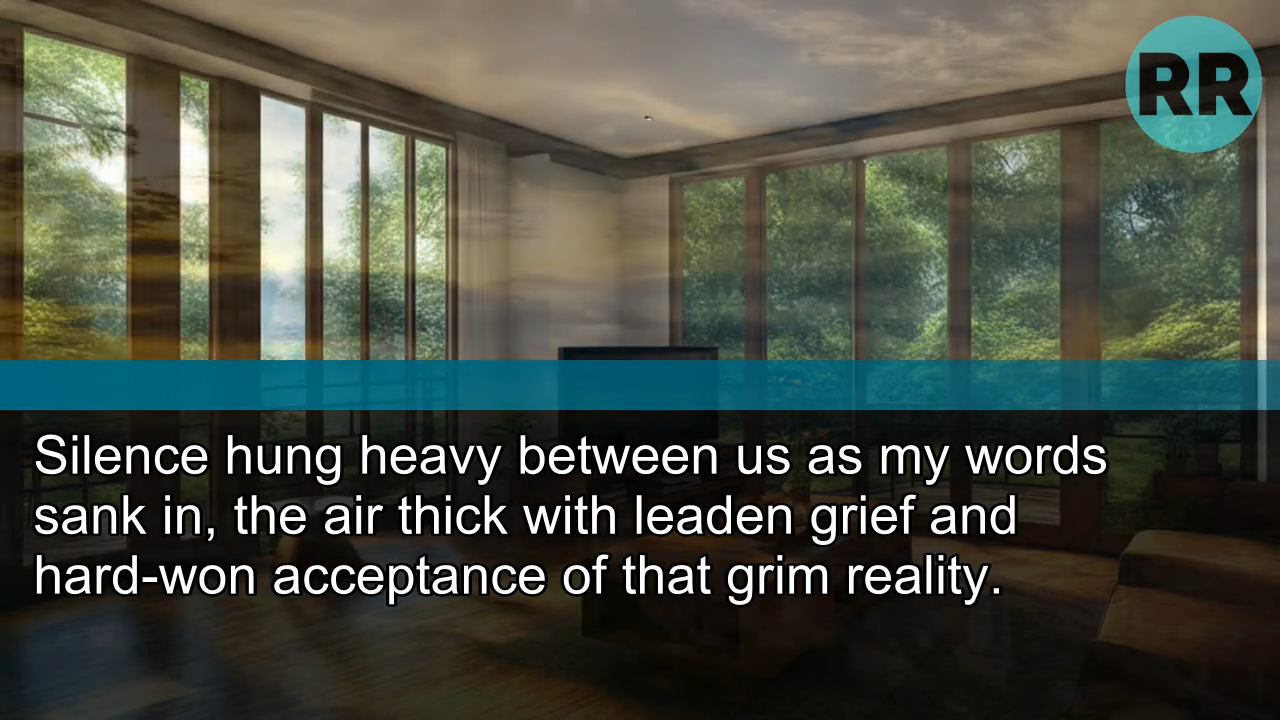 RR
Silence hung heavy between us as my words
sank in, the air thick with leaden grief and
hard-won acceptance of that grim reality.